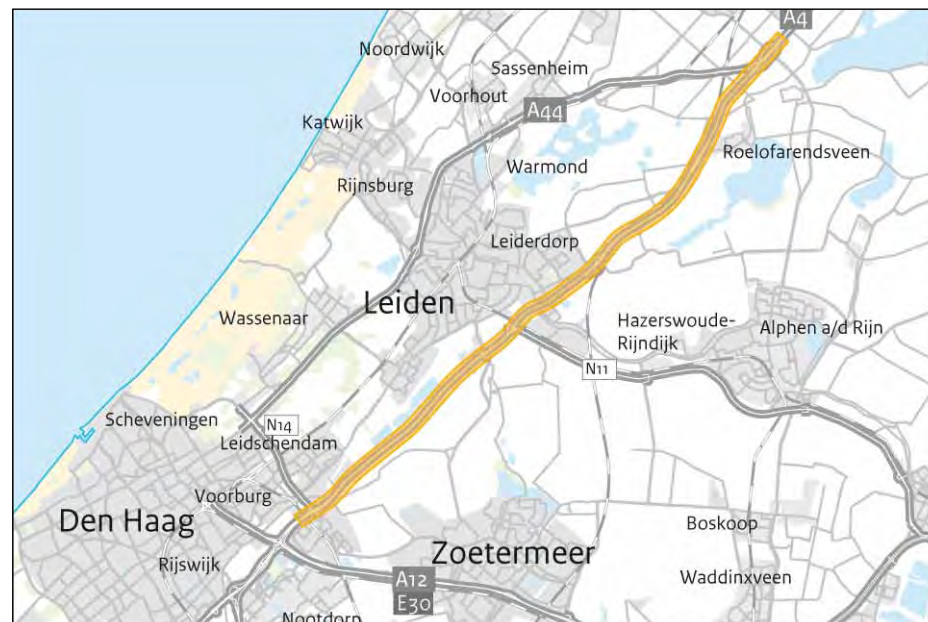 A4
Noordwijk
Sassenheim
Voorhout
A44
Katwijk
Roelofarendsveen
Warmond
Rijnsburg
Leiderdorp
Leiden
Wassenaar
Hazerswoude-
Rijndijk
Alphen a/d Rijn
N11
Scheveningen
N14
Leidschendam
Voorburg
Den Haag
Boskoop
Zoetermeer
Rijswijk
A12
E30
Waddinxveen
Nootdorp